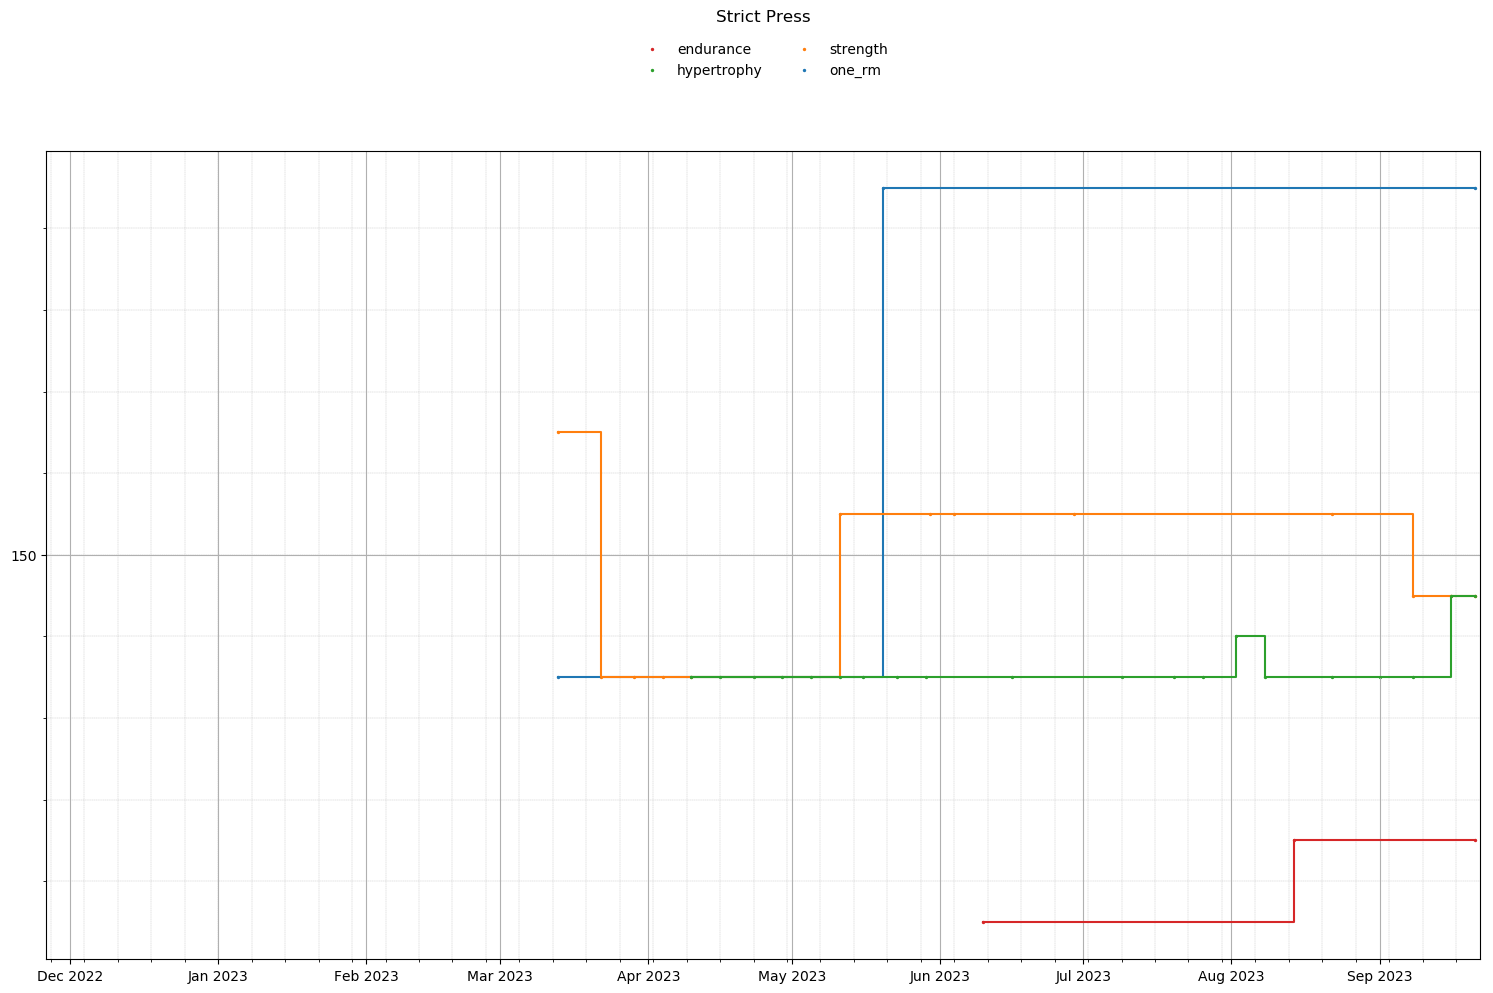 Strict Press
endurance strength
hypertrophy one_rm
150
Dec 2022 Jan 2023 Feb 2023 Mar 2023 Apr 2023 May 2023 Jun 2023 Jul 2023 Aug 2023 Sep 2023